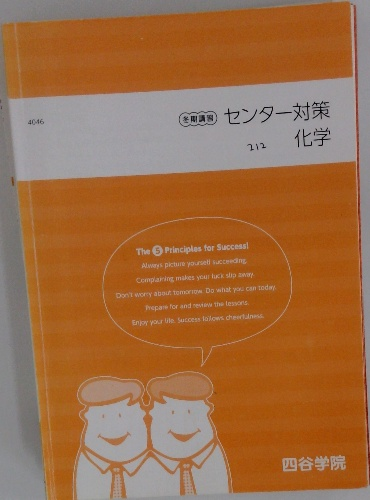 4046
冬期講習 センター対策
212 化学
The 5 Principles for Success!
Always picture yourself succeeding.
Complaining makes your luck slip away.
Don't worry about tomorrow. Do what you can today.
Prepare for and review the lessons.
Enjoy your life. Success follows cheerfulness.
四谷学院